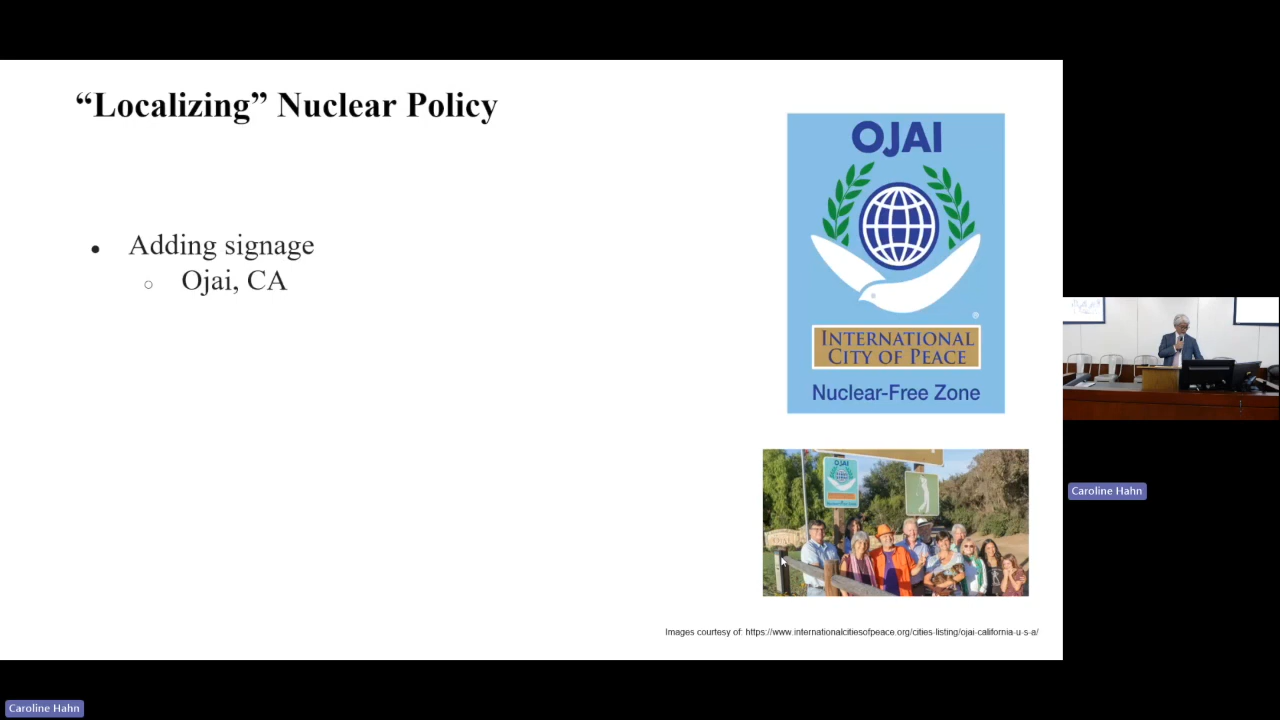 “Localizing” Nuclear Policy
● Adding signage
○ Ojai, CA
OJAI
INTERNATIONAL
CITY OF PEACE
Nuclear-Free Zone
OJAI
Images courtesy of: https://www.internationalcitiesofpeace.org/cities-listing/ojai-california-u-s-a/
Caroline Hahn
Caroline Hahn